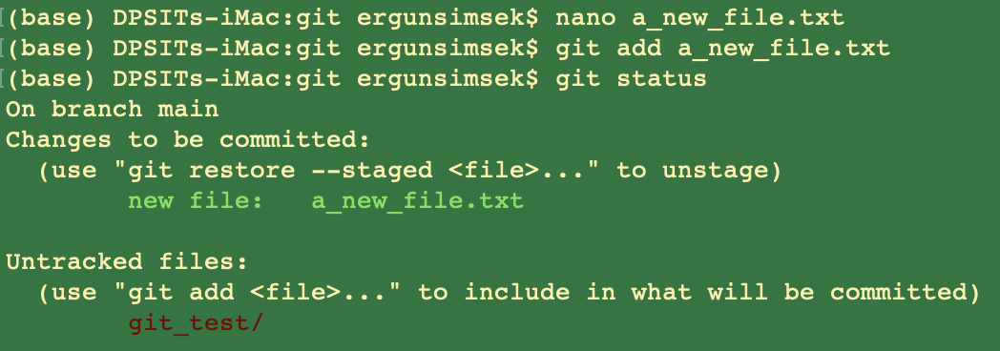 (base) DPSITs-iMac:git ergunsimsek$ nano a_new_file.txt
(base) DPSITs-iMac:git ergunsimsek$ git add a_new_file.txt
(base) DPSITs-iMac:git ergunsimsek$ git status
On branch main
Changes to be committed:
  (use "git restore --staged <file>..." to unstage)
        new file:   a_new_file.txt

Untracked files:
  (use "git add <file>..." to include in what will be committed)
        git_test/